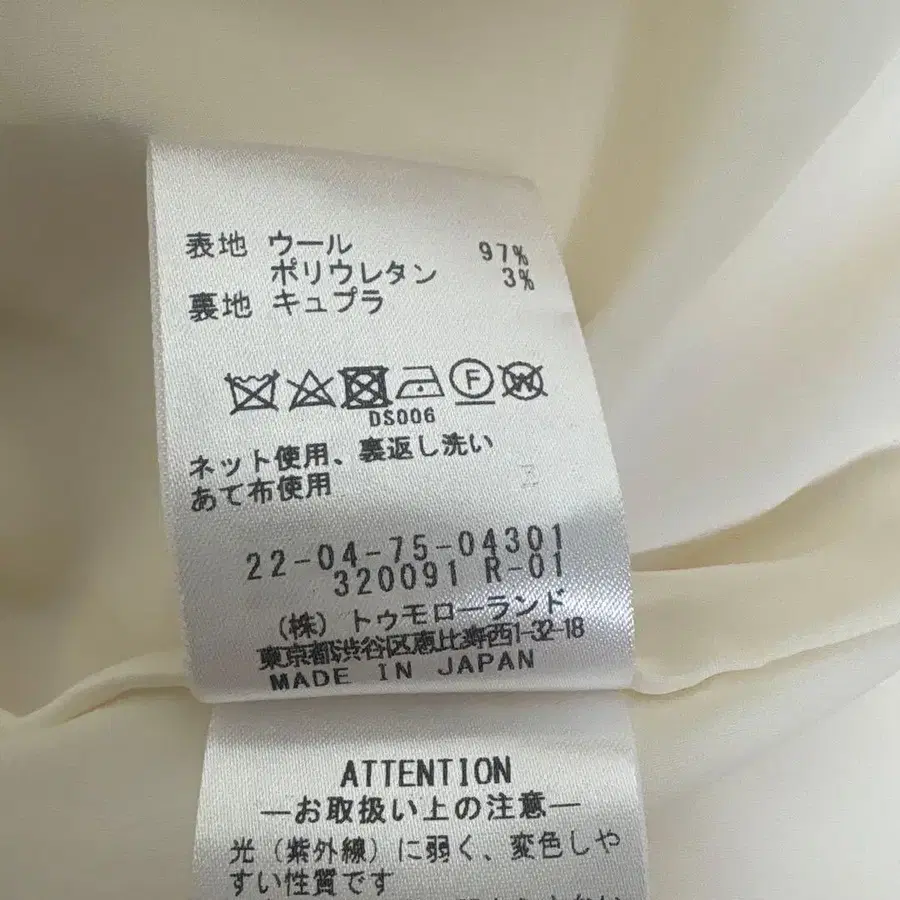 表地 ウール 97%
ポリウレタン 3%
裏地 キュプラ
F W
DS006
ネット使用、裏返し洗い
あて布使用
22-04-75-04301
320091 R-01
(株) トゥモローランド
東京都渋谷区恵比寿西1-32-18
MADE IN JAPAN
ATTENTION
―お取扱い上の注意―
光(紫外線)に弱く、変色しや
すい性質です